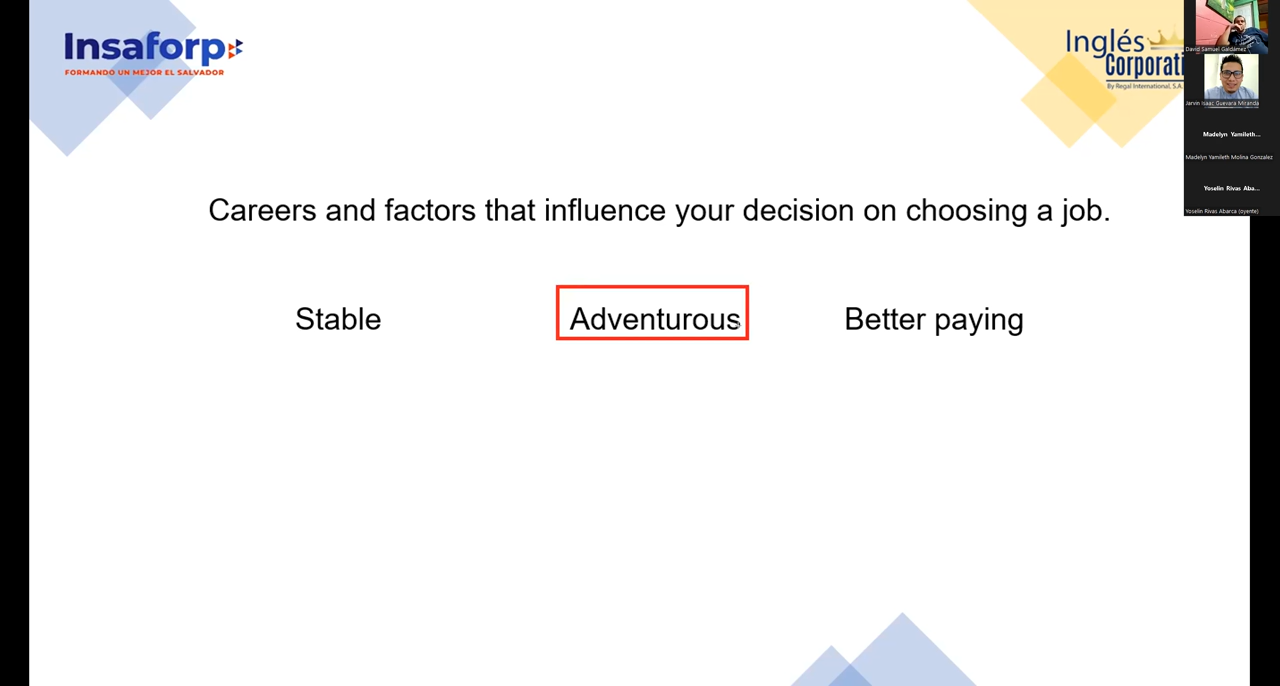 Insaforp
FORMANDO UN MEJOR EL SALVADOR
Inglés
Corporati
By Regal International, S.A.
David Samuel Galdámez
Jarvin Isaac Guevara Miranda
Madelyn Yamileth...
Madelyn Yamileth Molina Gonzalez
Yoselin Rivas Aba...
Yoselin Rivas Abarca (oyente)
Careers and factors that influence your decision on choosing a job.
Stable
Adventurous
Better paying